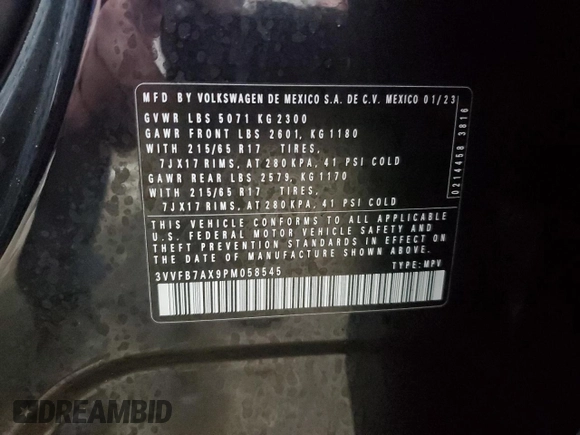 MFD BY VOLKSWAGEN DE MEXICO S.A. DE C.V. MEXICO 01/23
GVWR LBS 5071 KG 2300
GAWR FRONT LBS 2601, KG 1180
WITH 215/65 R17 TIRES,
7JX17 RIMS, AT 280 KPA, 41 PSI COLD
GAWR REAR LBS 2579, KG 1170
WITH 215/65 R17 TIRES,
7JX17 RIMS, AT 280 KPA, 41 PSI COLD
THIS VEHICLE CONFORMS TO ALL APPLICABLE
U.S. FEDERAL MOTOR VEHICLE SAFETY AND
THEFT PREVENTION STANDARDS IN EFFECT ON
THE DATE OF MANUFACTURE SHOWN ABOVE.
3VVFB7AX9PM058545 TYPE: MPV
0214458 3816
DREAMBID